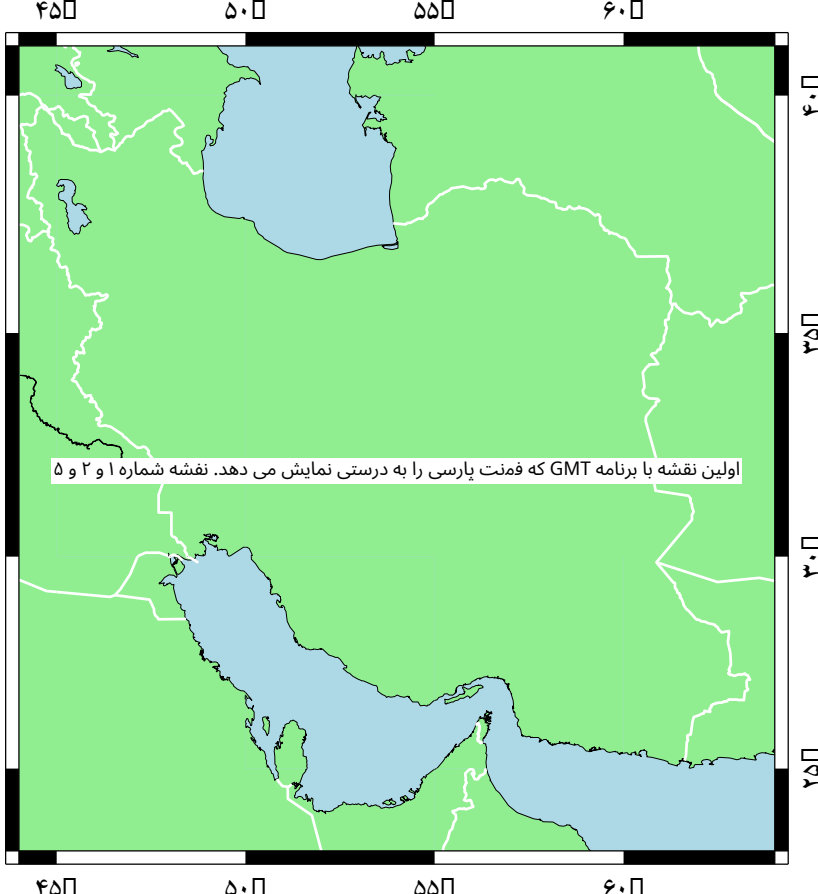 ۴۵ ۵۰ ۵۵ ۶۰
۴۰
۳۵
اولین نقشه با برنامه GMT که فمنت پارسی را به درستی نمایش می دهد. نفشه شماره ۱ و ۲ و ۵
۳۰
۲۵
۴۵ ۵۰ ۵۵ ۶۰